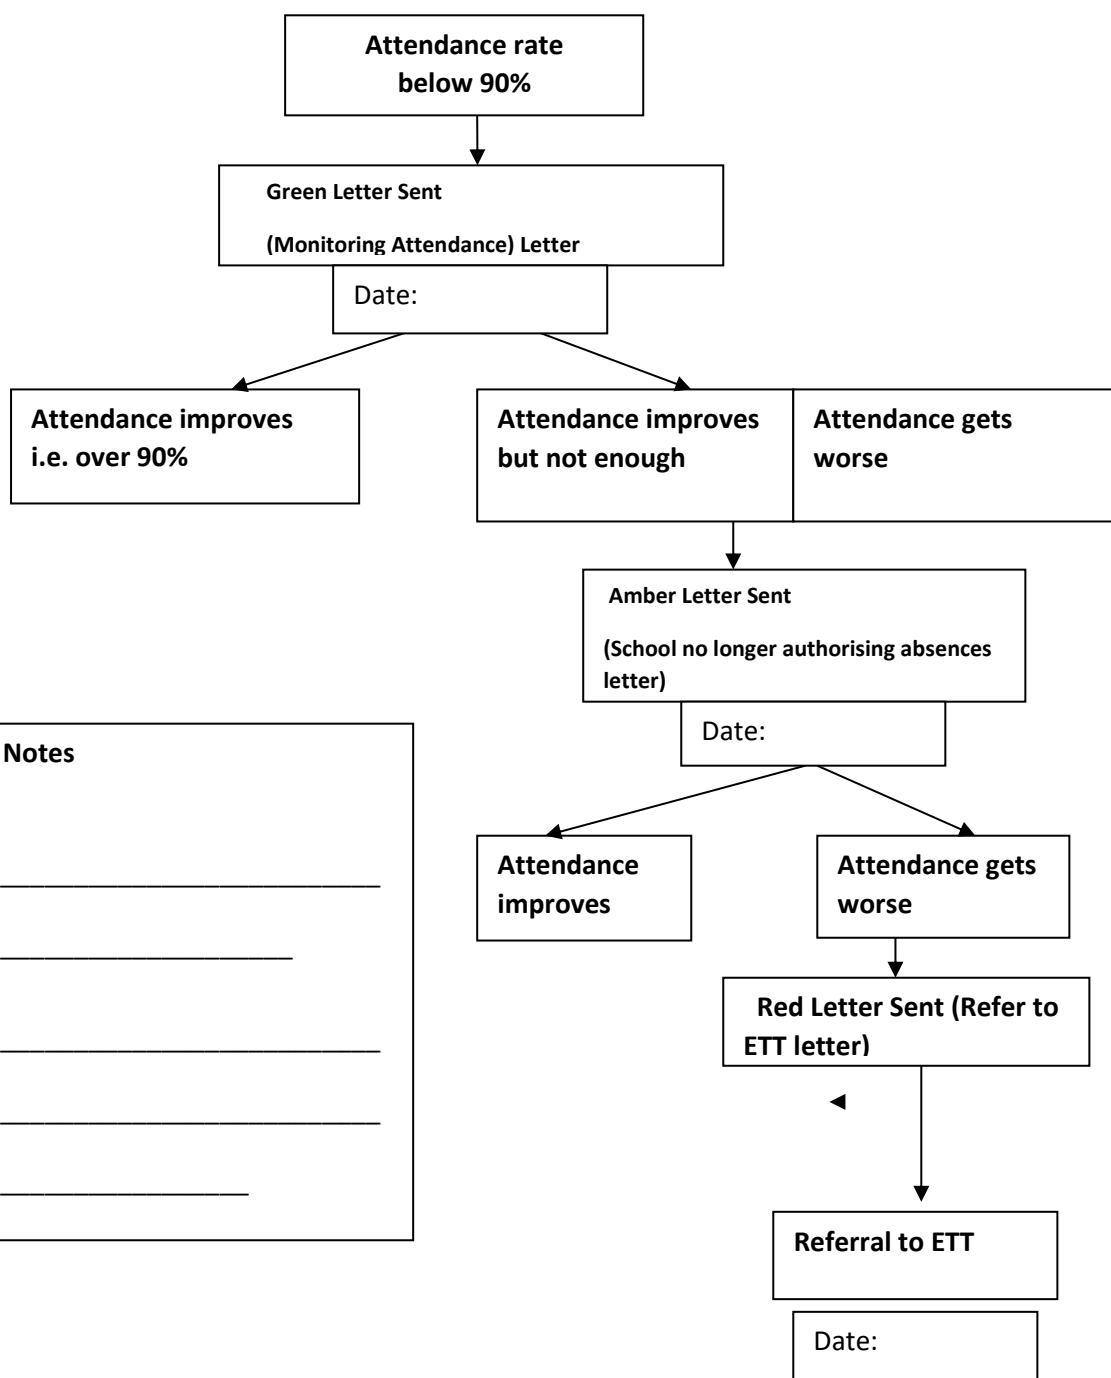 Attendance rate
below 90%
Green Letter Sent
(Monitoring Attendance) Letter
Date:
Attendance improves
i.e. over 90%
Attendance improves
but not enough
Attendance gets
worse
Amber Letter Sent
(School no longer authorising absences
letter)
Date:
Notes
Attendance
improves
Attendance gets
worse
Red Letter Sent (Refer to
ETT letter)
Referral to ETT
Date: